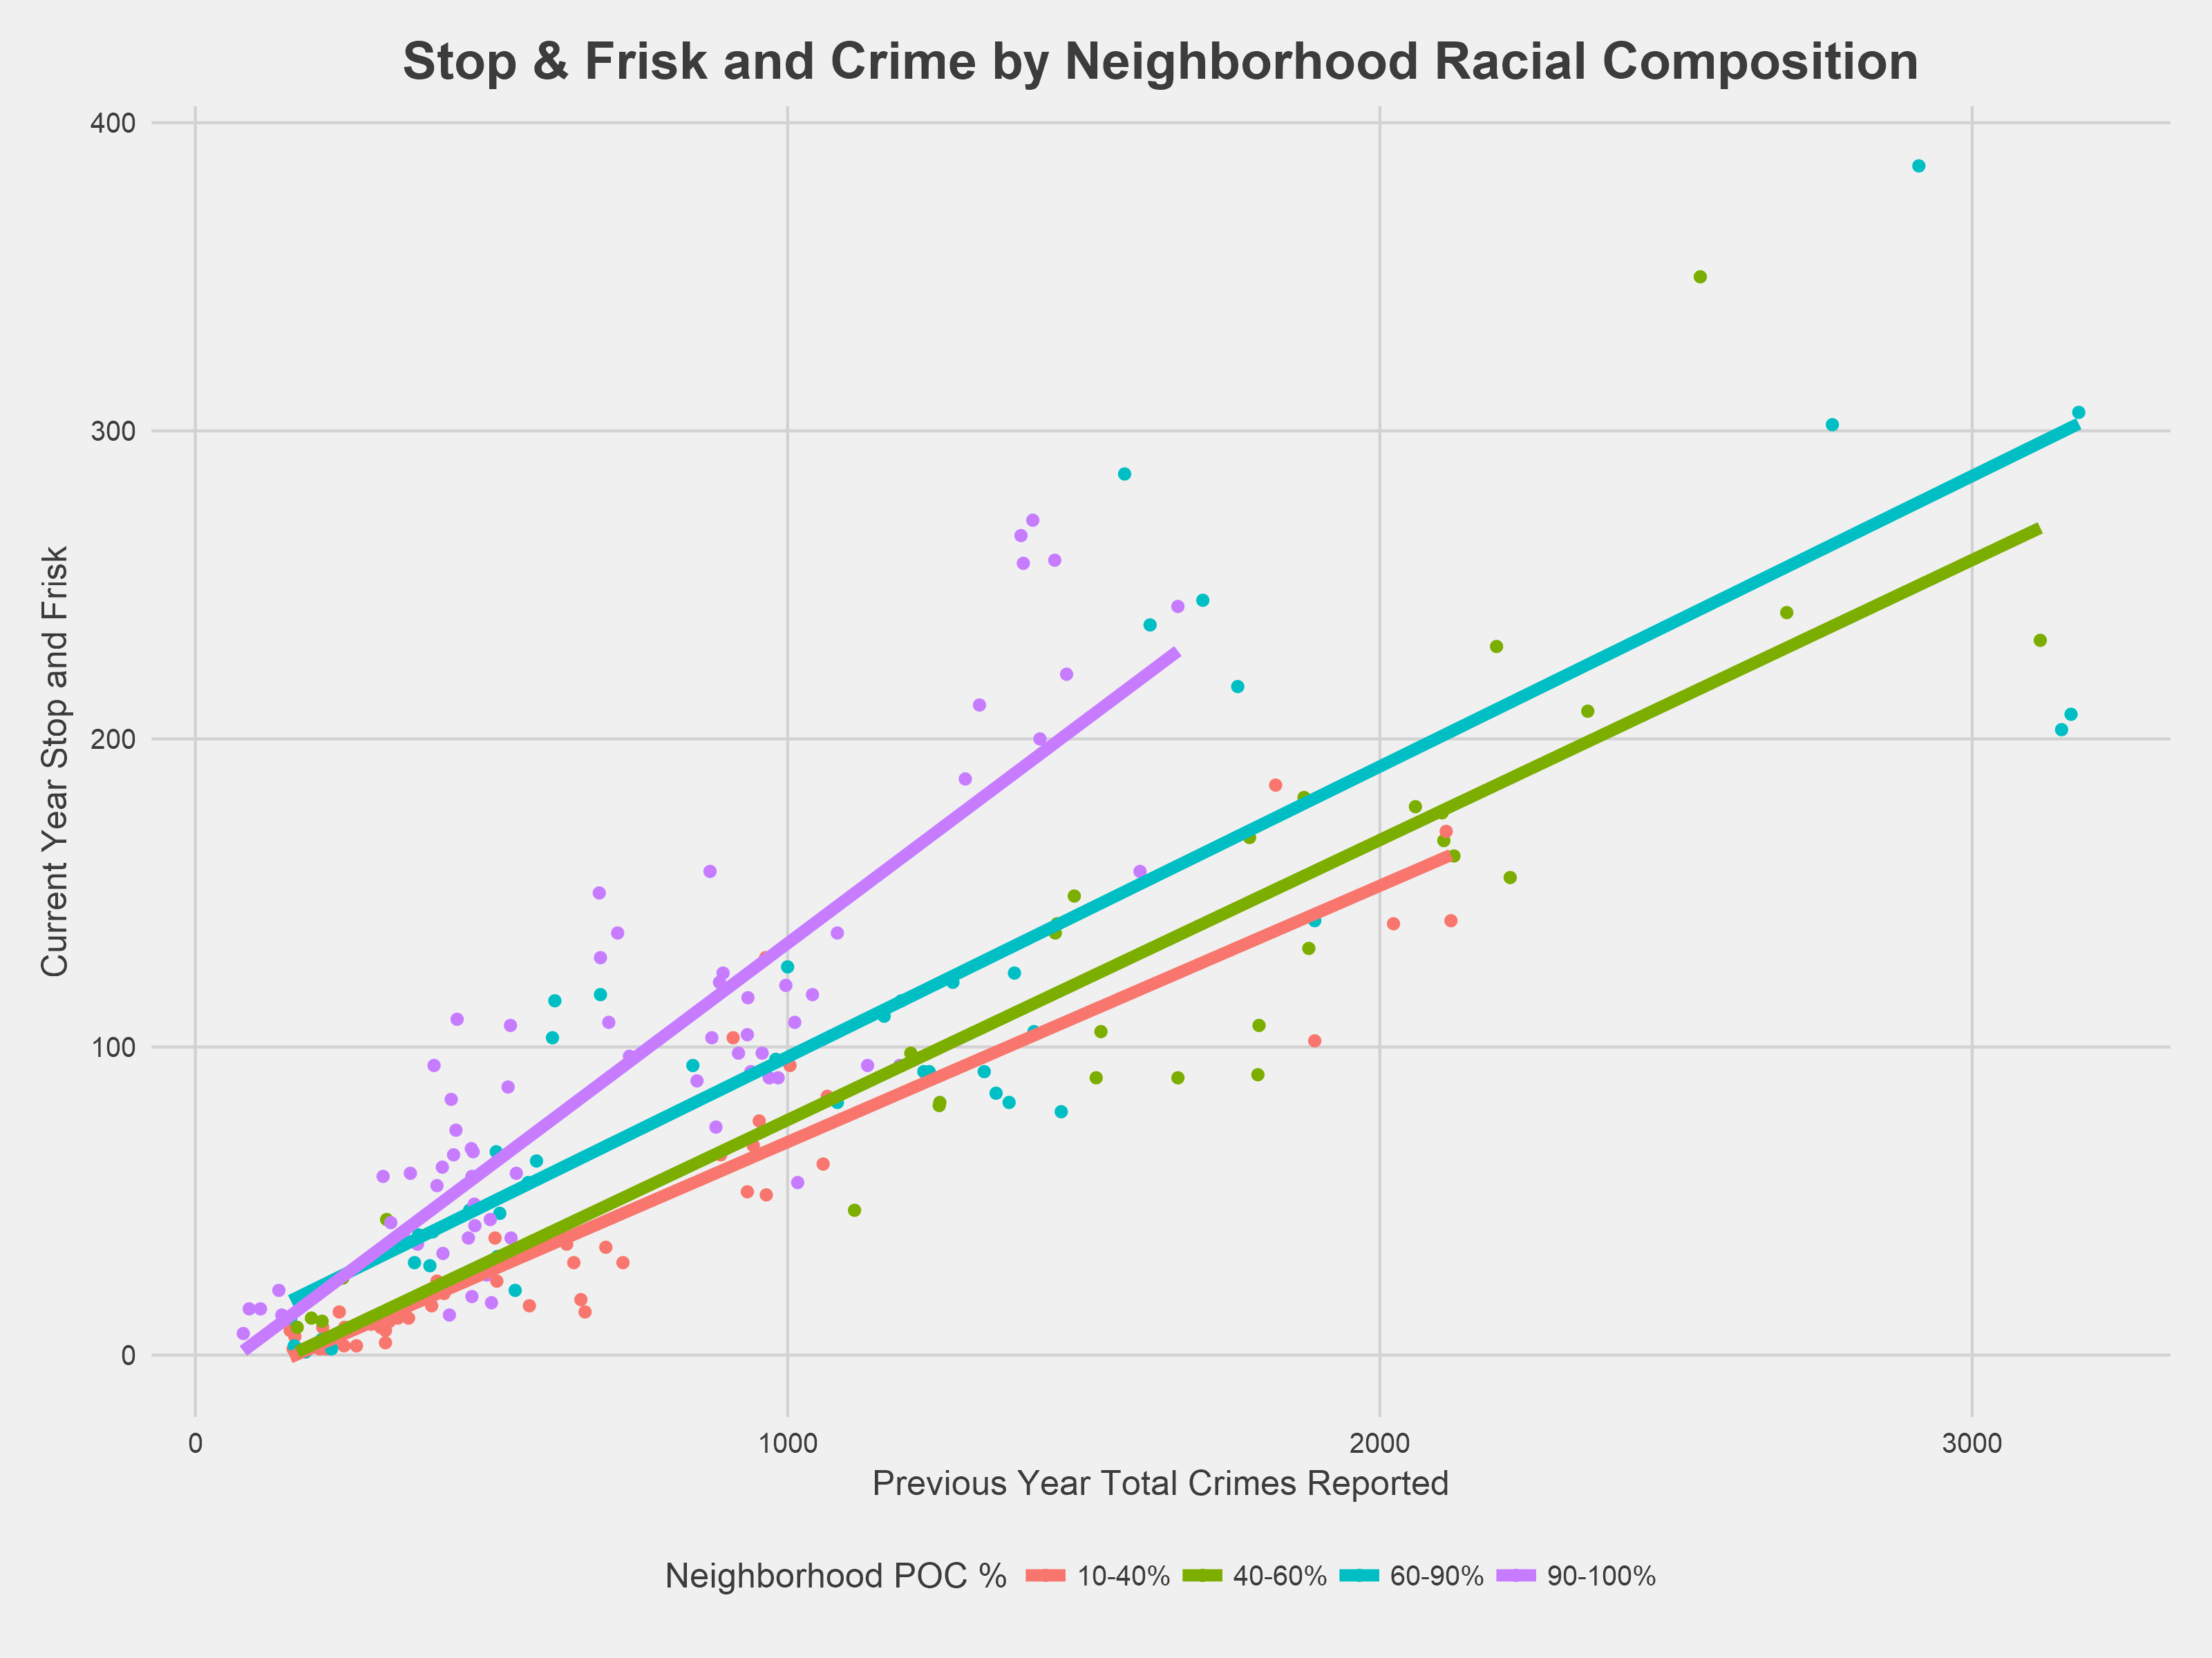 Stop & Frisk and Crime by Neighborhood Racial Composition
400
300
200
100
0
Current Year Stop and Frisk
0 1000 2000 3000
Previous Year Total Crimes Reported
Neighborhood POC % 10-40% 40-60% 60-90% 90-100%